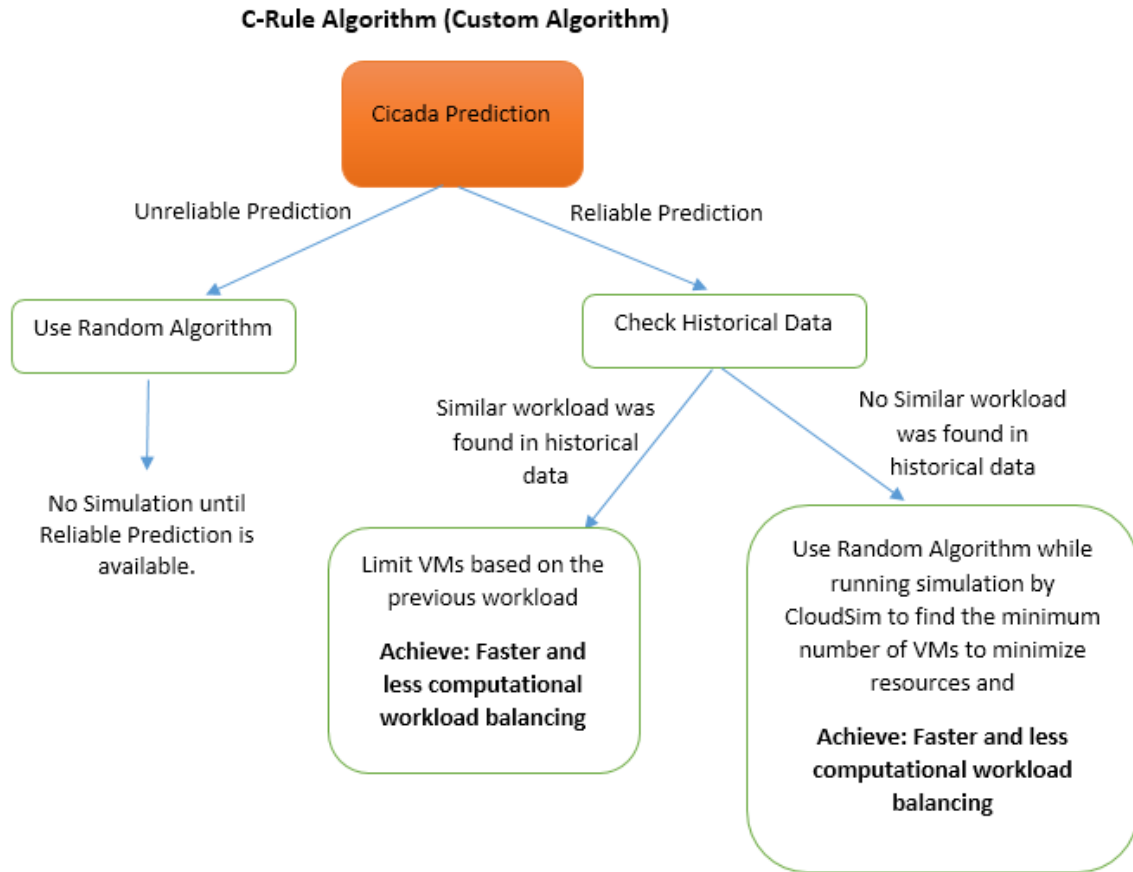 C-Rule Algorithm (Custom Algorithm)
Cicada Prediction
Unreliable Prediction
Reliable Prediction
Use Random Algorithm
Check Historical Data
Similar workload was
found in historical
data
No Similar workload
was found in
historical data
No Simulation until
Reliable Prediction is
available.
Limit VMs based on the
previous workload
Achieve: Faster and
less computational
workload balancing
Use Random Algorithm while
running simulation by
CloudSim to find the minimum
number of VMs to minimize
resources and
Achieve: Faster and less
computational workload
balancing